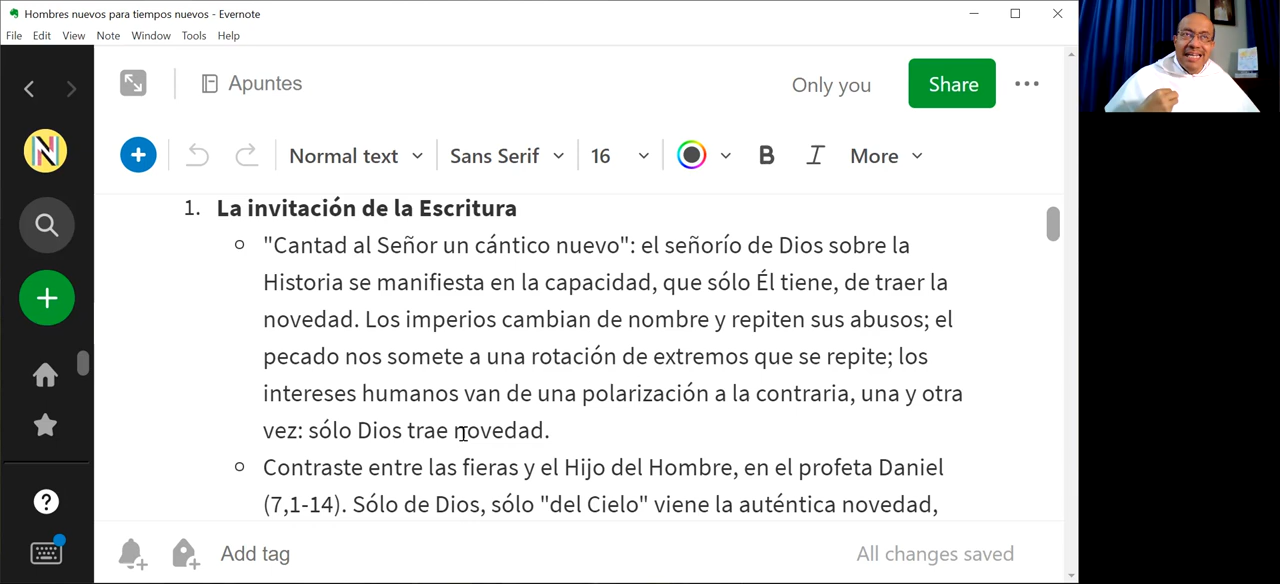 Hombres nuevos para tiempos nuevos - Evernote
File Edit View Note Window Tools Help
Apuntes
Only you
Share
Normal text
Sans Serif
16
B
I
More
1. La invitación de la Escritura
"Cantad al Señor un cántico nuevo": el señorío de Dios sobre la
Historia se manifiesta en la capacidad, que sólo Él tiene, de traer la
novedad. Los imperios cambian de nombre y repiten sus abusos; el
pecado nos somete a una rotación de extremos que se repite; los
intereses humanos van de una polarización a la contraria, una y otra
vez: sólo Dios trae novedad.
Contraste entre las fieras y el Hijo del Hombre, en el profeta Daniel
(7,1-14). Sólo de Dios, sólo "del Cielo" viene la auténtica novedad,
Add tag
All changes saved